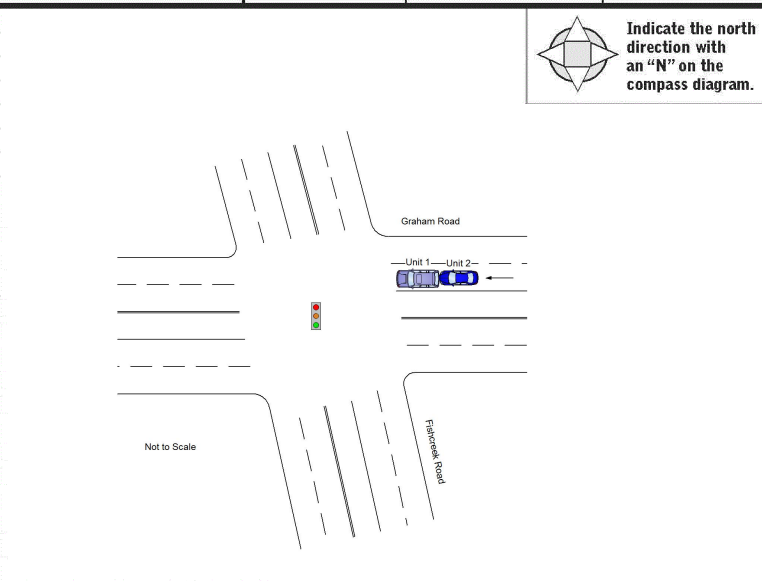 Indicate the north
direction with
an “N” on the
compass diagram.
Graham Road
Unit 1
Unit 2
Not to Scale
Fishcreek Road